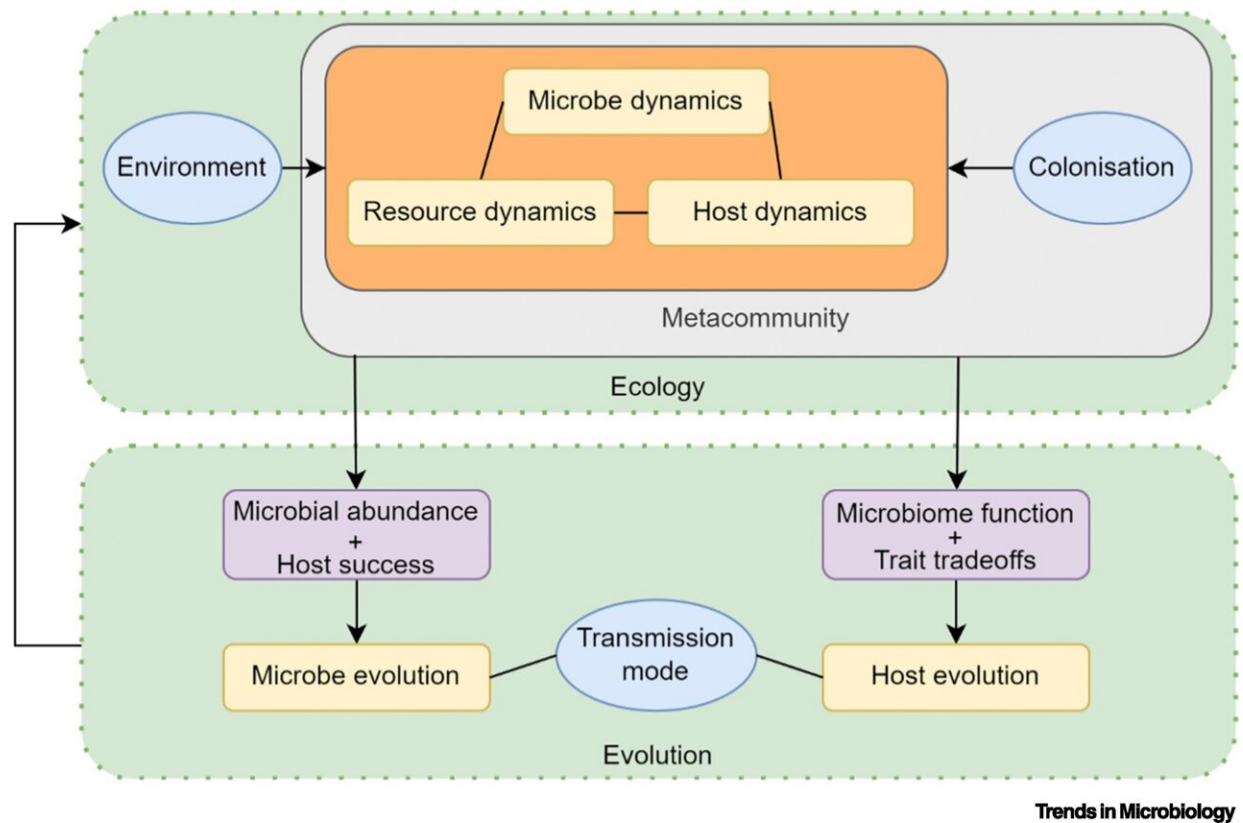 Microbe dynamics
Environment
Colonisation
Resource dynamics
Host dynamics
Metacommunity
Ecology
Microbial abundance
+
Host success
Microbiome function
+
Trait tradeoffs
Transmission
mode
Microbe evolution
Host evolution
Evolution
Trends in Microbiology